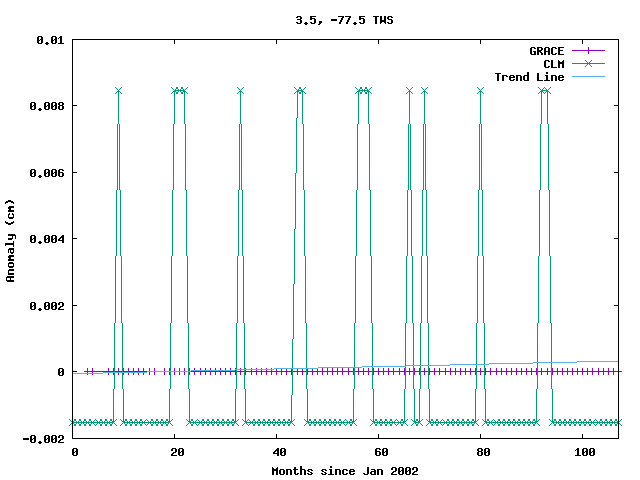 3.5, -77.5 TWS
0.01
0.008
0.006
0.004
0.002
0
-0.002
Anomaly (cm)
GRACE
CLM
Trend Line
0 20 40 60 80 100
Months since Jan 2002